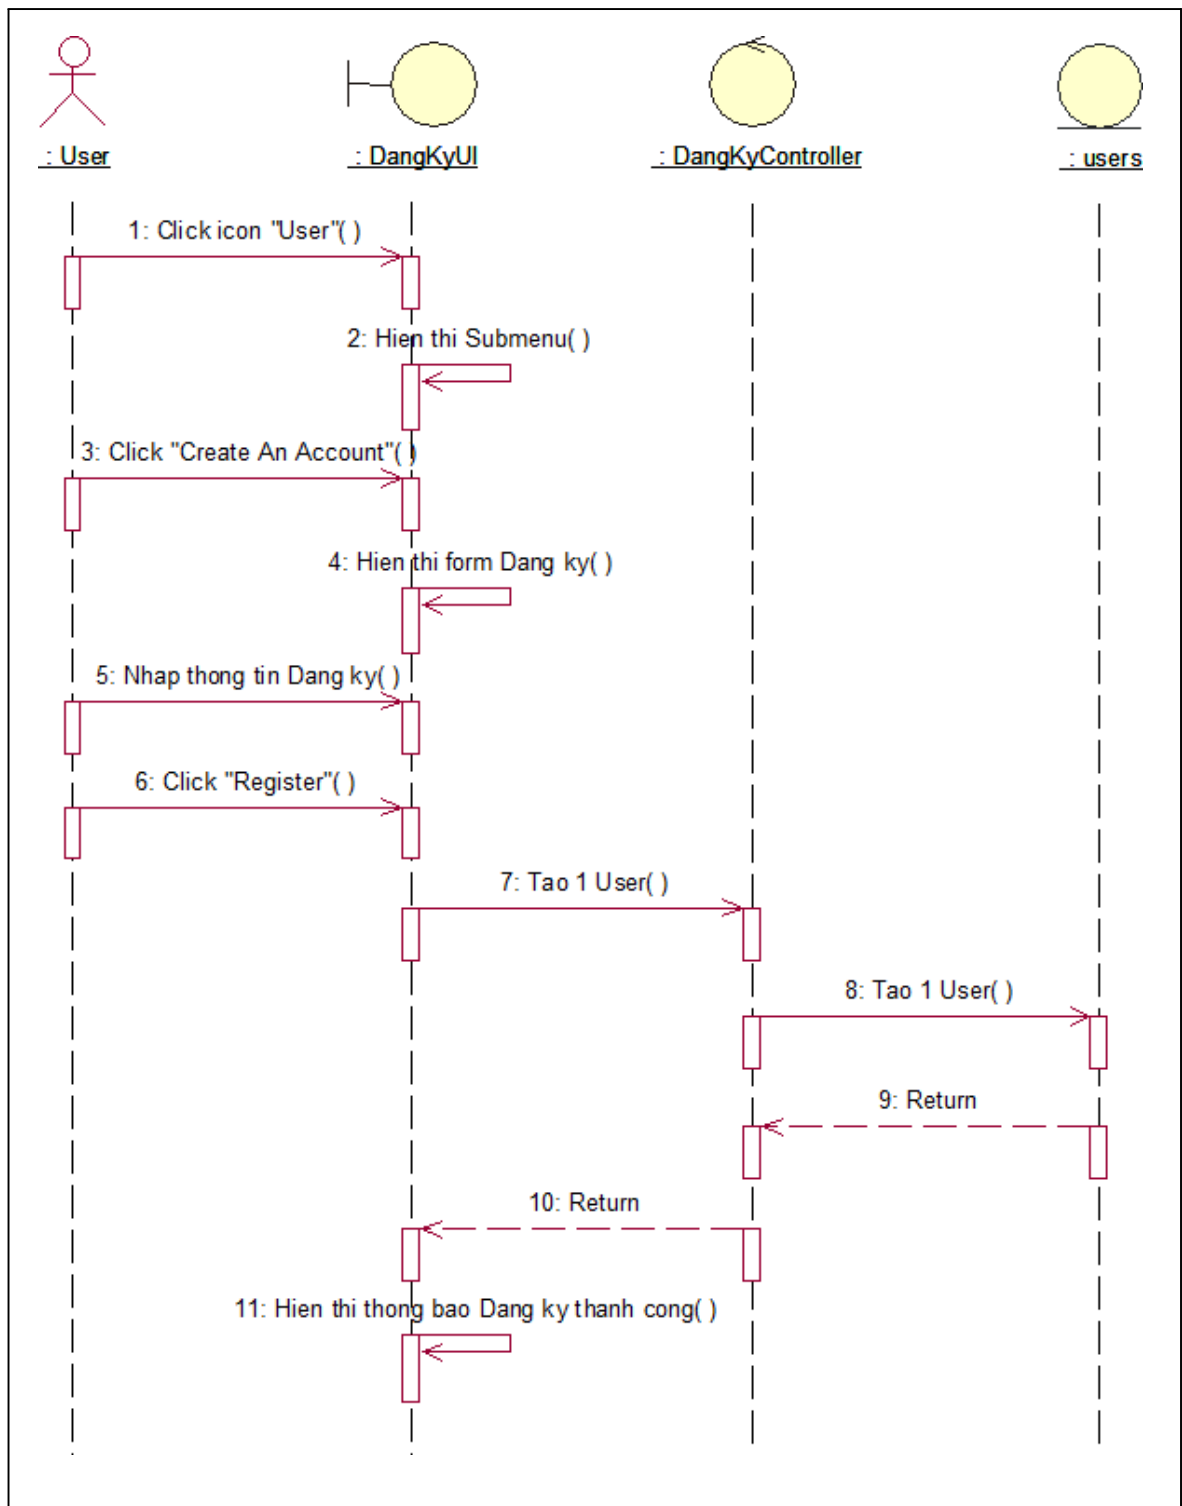 : User
: DangKyUI
: DangKyController
: users
1: Click icon "User"( )
2: Hien thi Submenu( )
3: Click "Create An Account"( )
4: Hien thi form Dang ky( )
5: Nhap thong tin Dang ky( )
6: Click "Register"( )
7: Tao 1 User( )
8: Tao 1 User( )
9: Return
10: Return
11: Hien thi thong bao Dang ky thanh cong( )